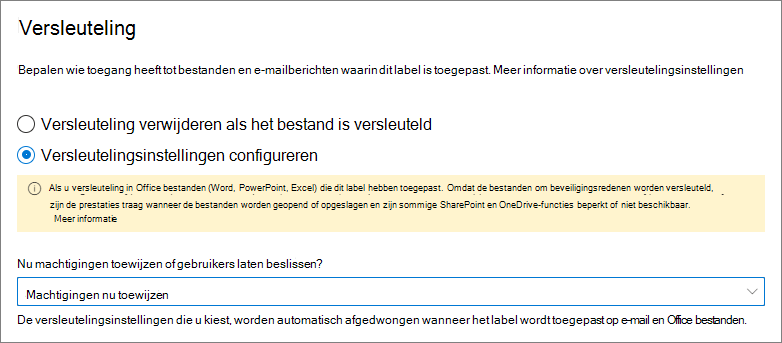 Versleuteling
Bepalen wie toegang heeft tot bestanden en e-mailberichten waarin dit label is toegepast. Meer informatie over versleutelingsinstellingen
Versleuteling verwijderen als het bestand is versleuteld
Versleutelingsinstellingen configureren
Als u versleuteling in Office bestanden (Word, PowerPoint, Excel) die dit label hebben toegepast. Omdat de bestanden om beveiligingsredenen worden versleuteld,
zijn de prestaties traag wanneer de bestanden worden geopend of opgeslagen en zijn sommige SharePoint en OneDrive-functies beperkt of niet beschikbaar.
Meer informatie
Nu machtigingen toewijzen of gebruikers laten beslissen?
Machtigingen nu toewijzen
De versleutelingsinstellingen die u kiest, worden automatisch afgedwongen wanneer het label wordt toegepast op e-mail en Office bestanden.